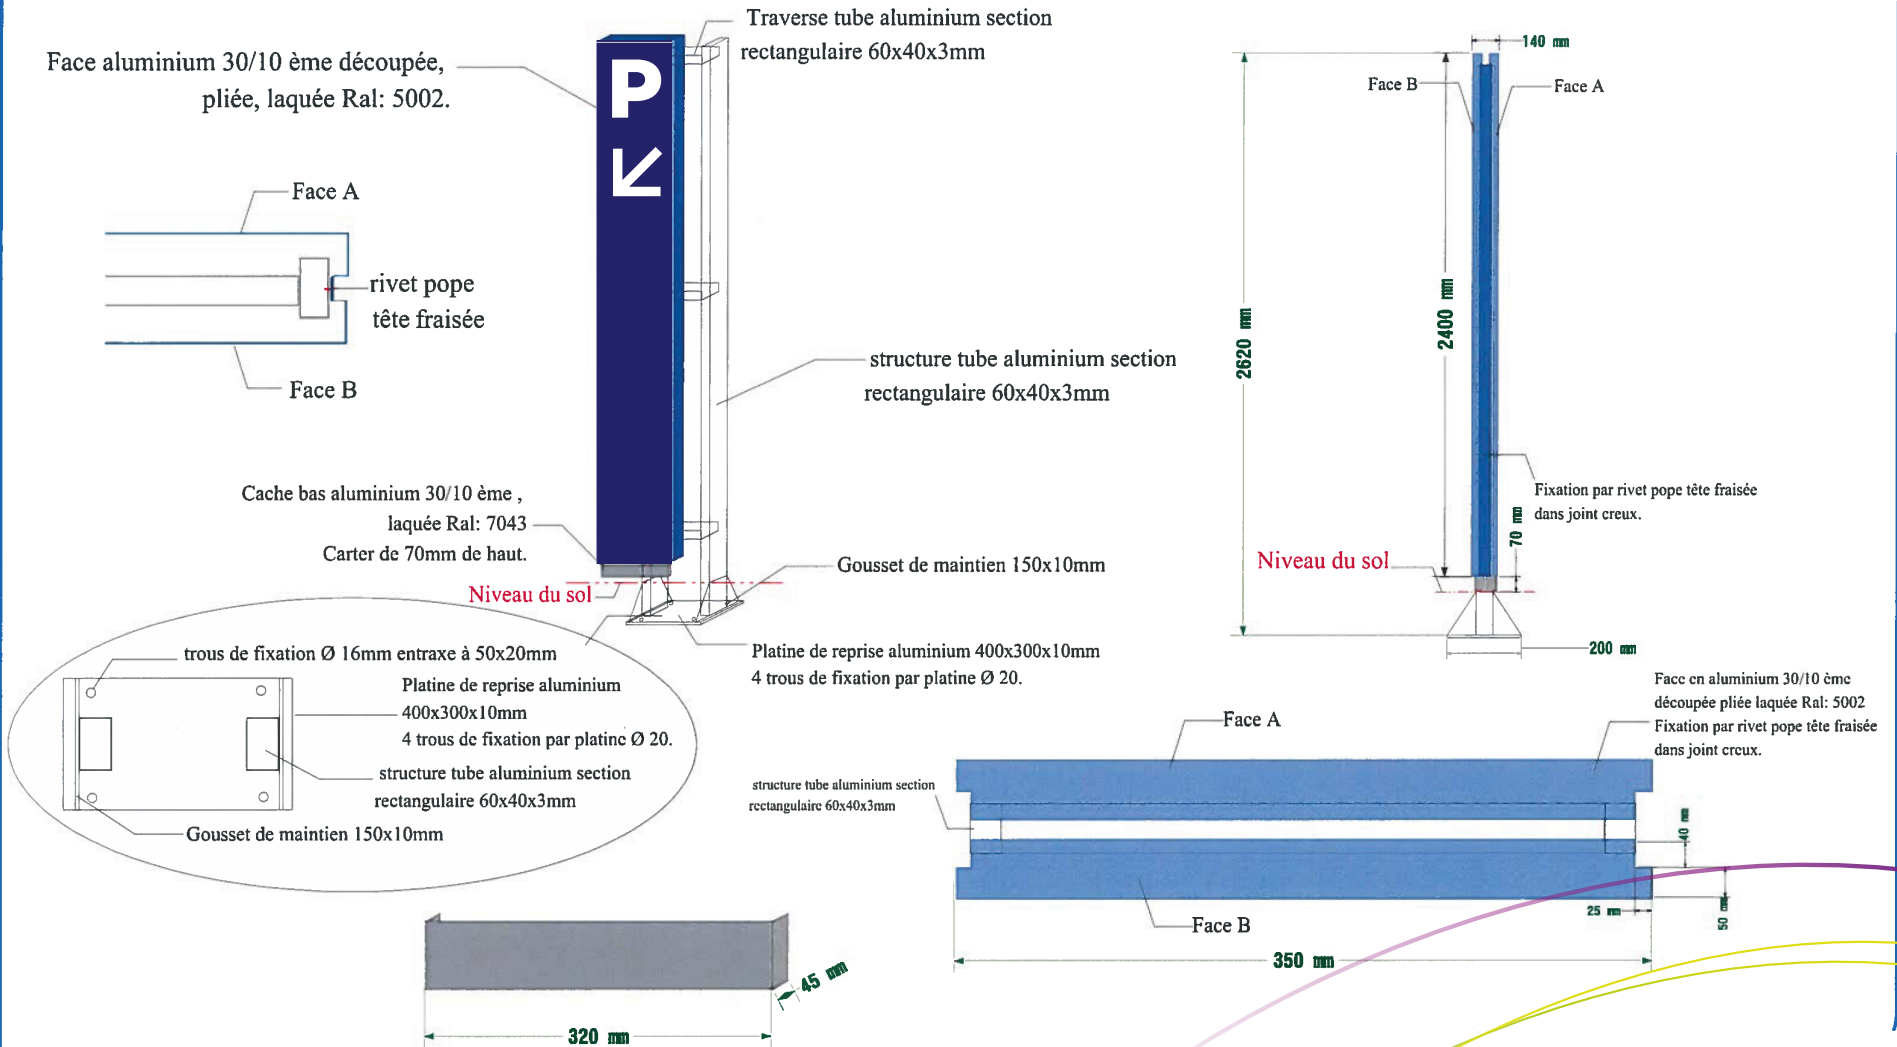 Face aluminium 30/10 ème découpée,
pliée, laquée Ral: 5002.
P
Traverse tube aluminium section
rectangulaire 60x40x3mm
Face A
rivet pope
tête fraisée
Face B
structure tube aluminium section
rectangulaire 60x40x3mm
Cache bas aluminium 30/10 ème ,
laquée Ral: 7043
Carter de 70mm de haut.
Niveau du sol
Gousset de maintien 150x10mm
Platine de reprise aluminium 400x300x10mm
4 trous de fixation par platine Ø 20.
trous de fixation Ø 16mm entraxe à 50x20mm
Platine de reprise aluminium
400x300x10mm
4 trous de fixation par platine Ø 20.
structure tube aluminium section
rectangulaire 60x40x3mm
Gousset de maintien 150x10mm
45 mm
320 mm
140 mm
Face B
Face A
2620 mm
2400 mm
Fixation par rivet pope tête fraisée
dans joint creux.
70 mm
Niveau du sol
200 mm
Face en aluminium 30/10 ème
découpée pliée laquée Ral: 5002
Fixation par rivet pope tête fraisée
dans joint creux.
Face A
structure tube aluminium section
rectangulaire 60x40x3mm
40 mm
25 mm
50 mm
Face B
350 mm